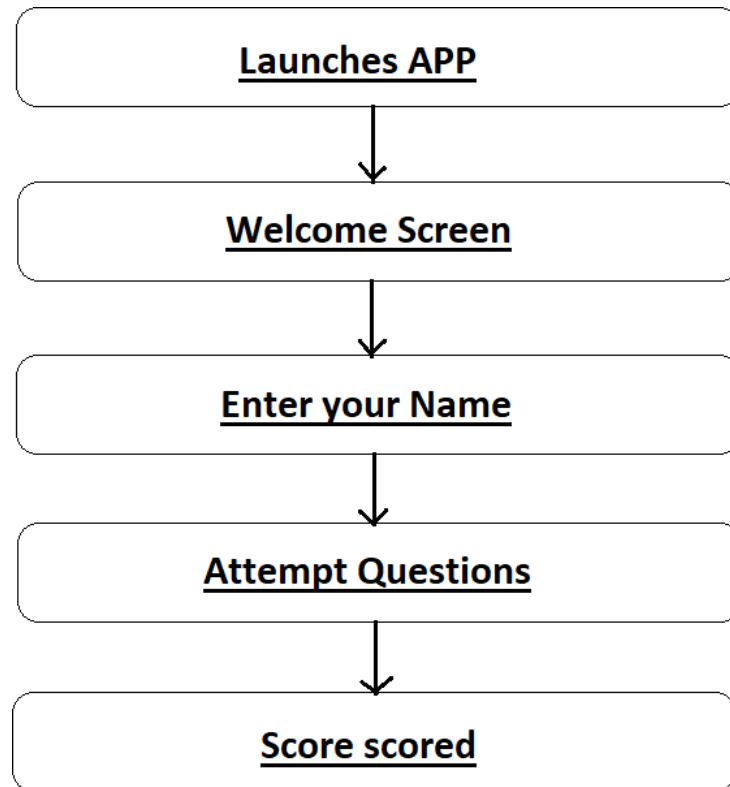 Launches APP
Welcome Screen
Enter your Name
Attempt Questions
Score scored